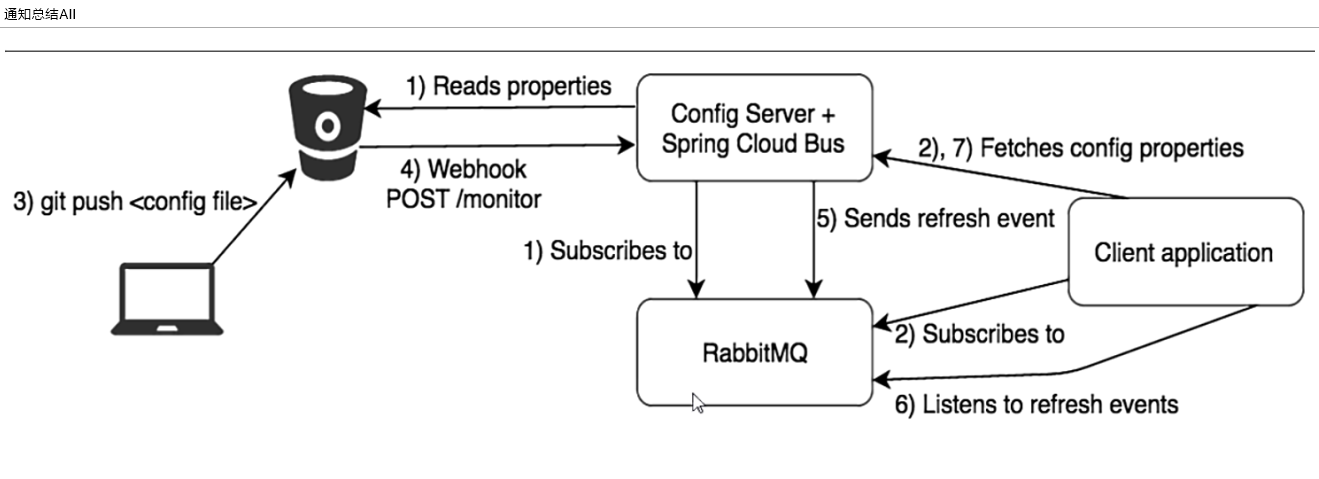 通知总结All
1) Reads properties
Config Server +
Spring Cloud Bus
2), 7) Fetches config properties
4) Webhook
POST /monitor
3) git push <config file>
5) Sends refresh event
1) Subscribes to
Client application
2) Subscribes to
RabbitMQ
6) Listens to refresh events